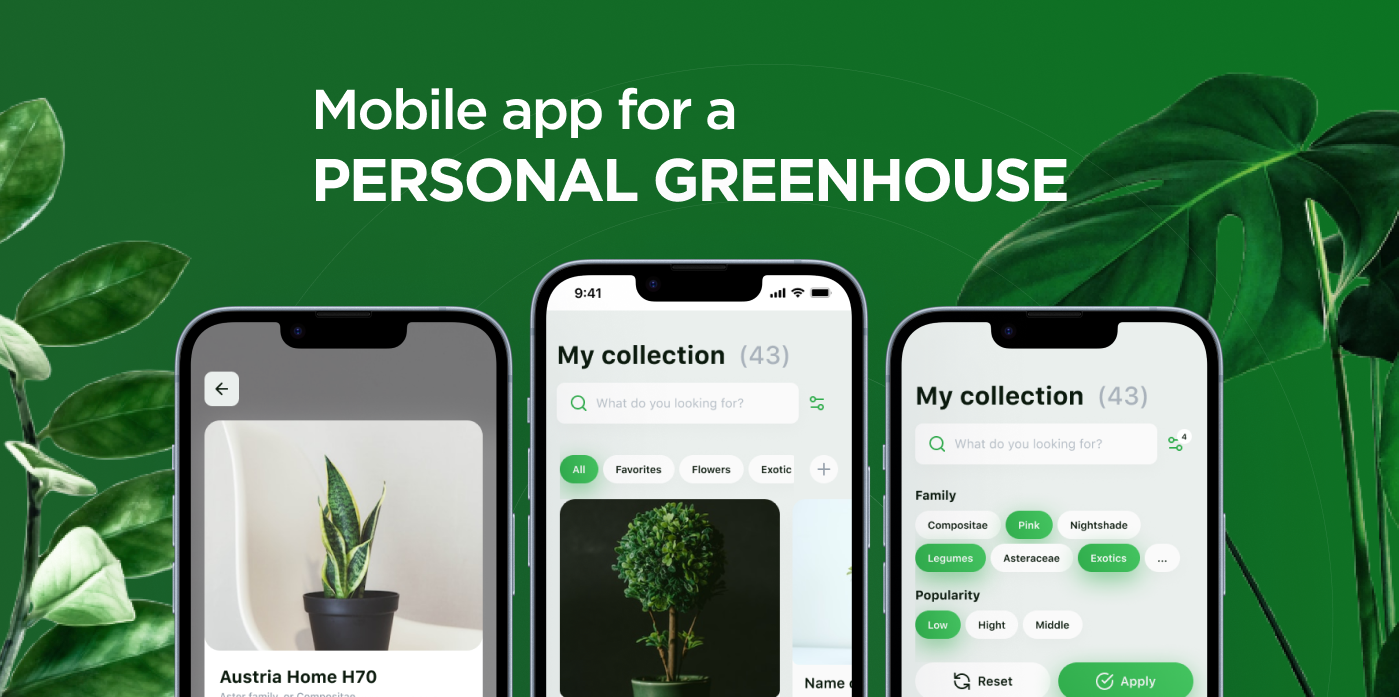 Mobile app for a
PERSONAL GREENHOUSE
Austria Home H70
Aster family, or Compositae
9:41
My collection (43)
What do you looking for?
All Favorites Flowers Exotic
Name
My collection (43)
What do you looking for?
4
Family
Compositae Pink Nightshade
Legumes Asteraceae Exotics ...
Popularity
Low Hight Middle
Reset Apply